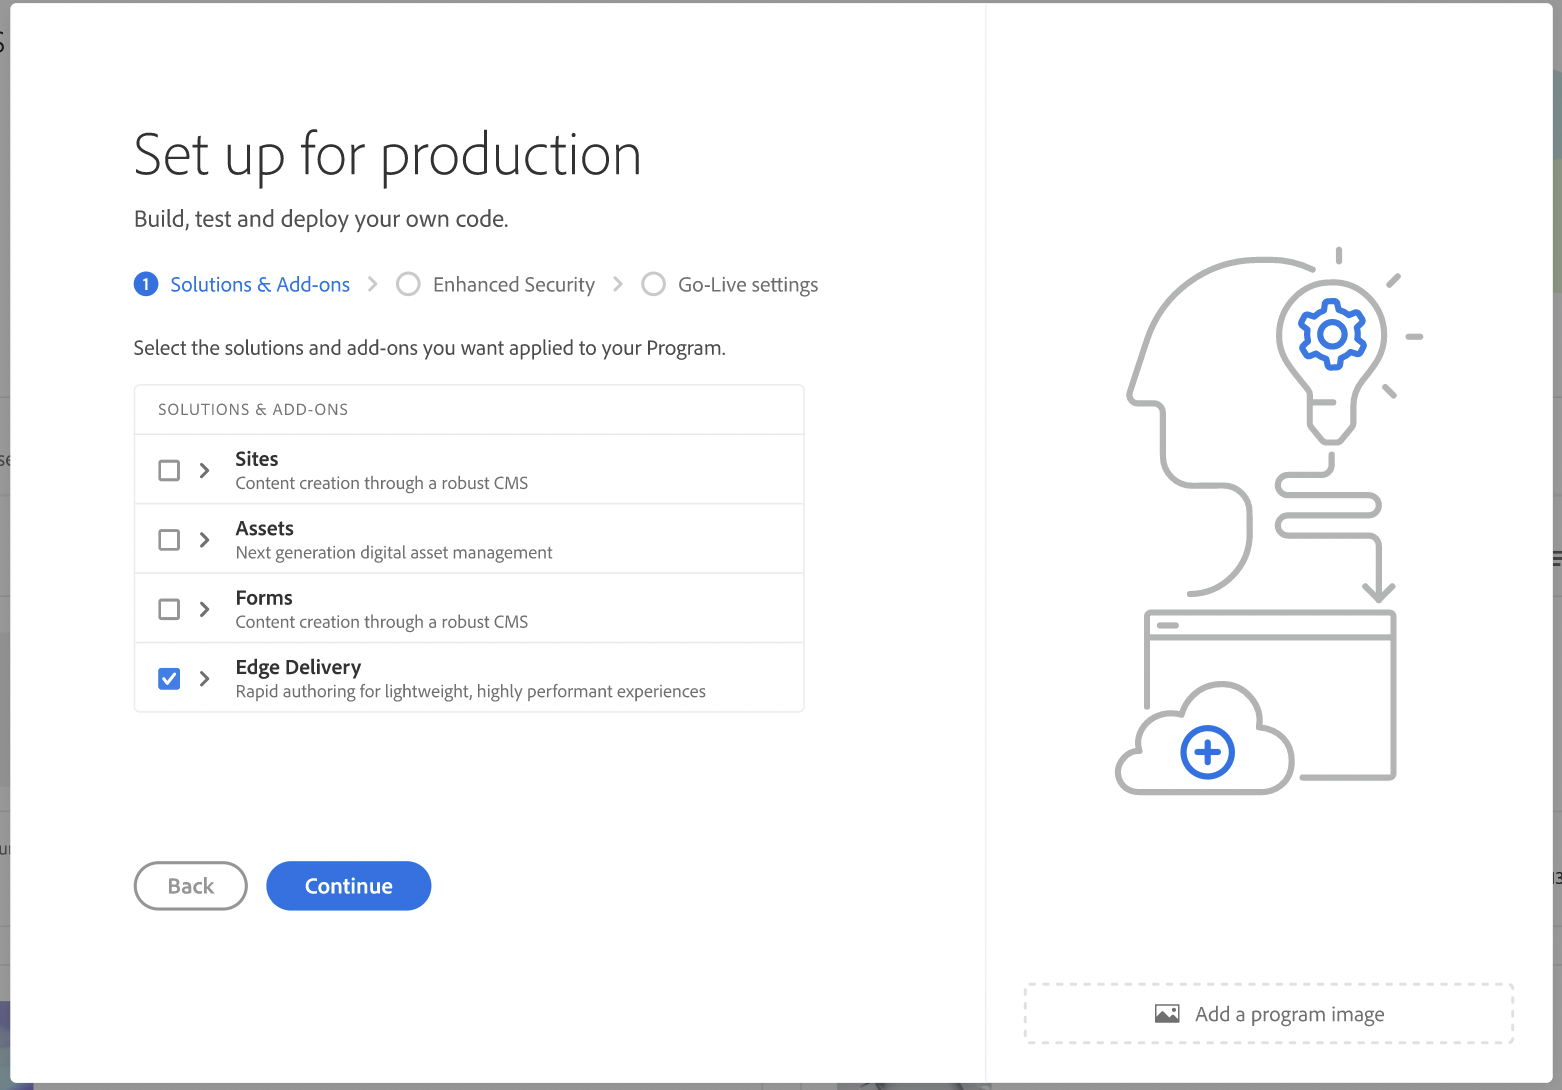 Set up for production
Build, test and deploy your own code.
1 Solutions & Add-ons > Enhanced Security > Go-Live settings
Select the solutions and add-ons you want applied to your Program.
SOLUTIONS & ADD-ONS
Sites
Content creation through a robust CMS
Assets
Next generation digital asset management
Forms
Content creation through a robust CMS
Edge Delivery
Rapid authoring for lightweight, highly performant experiences
Back Continue
Add a program image